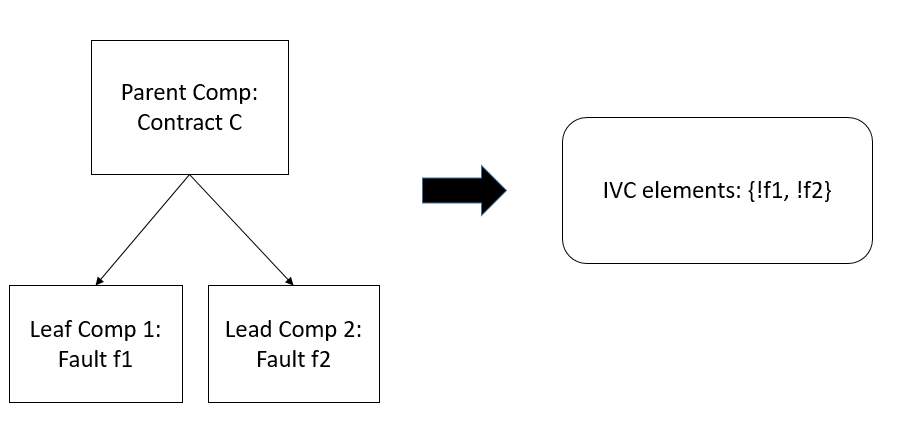 Parent Comp:
Contract C
IVC elements: {!f1, !f2}
Leaf Comp 1:
Fault f1
Lead Comp 2:
Fault f2